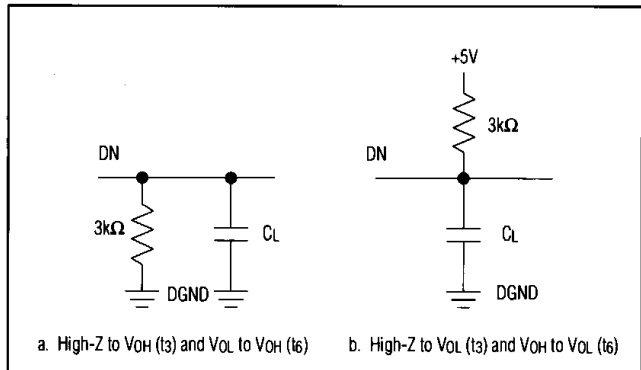 +5V
3kΩ
DN
DN
3kΩ
CL
CL
DGND
DGND
a. High-Z to VOH (t3) and VOL to VOH (t6)
b. High-Z to VOL (t3) and VOH to VOL (t6)